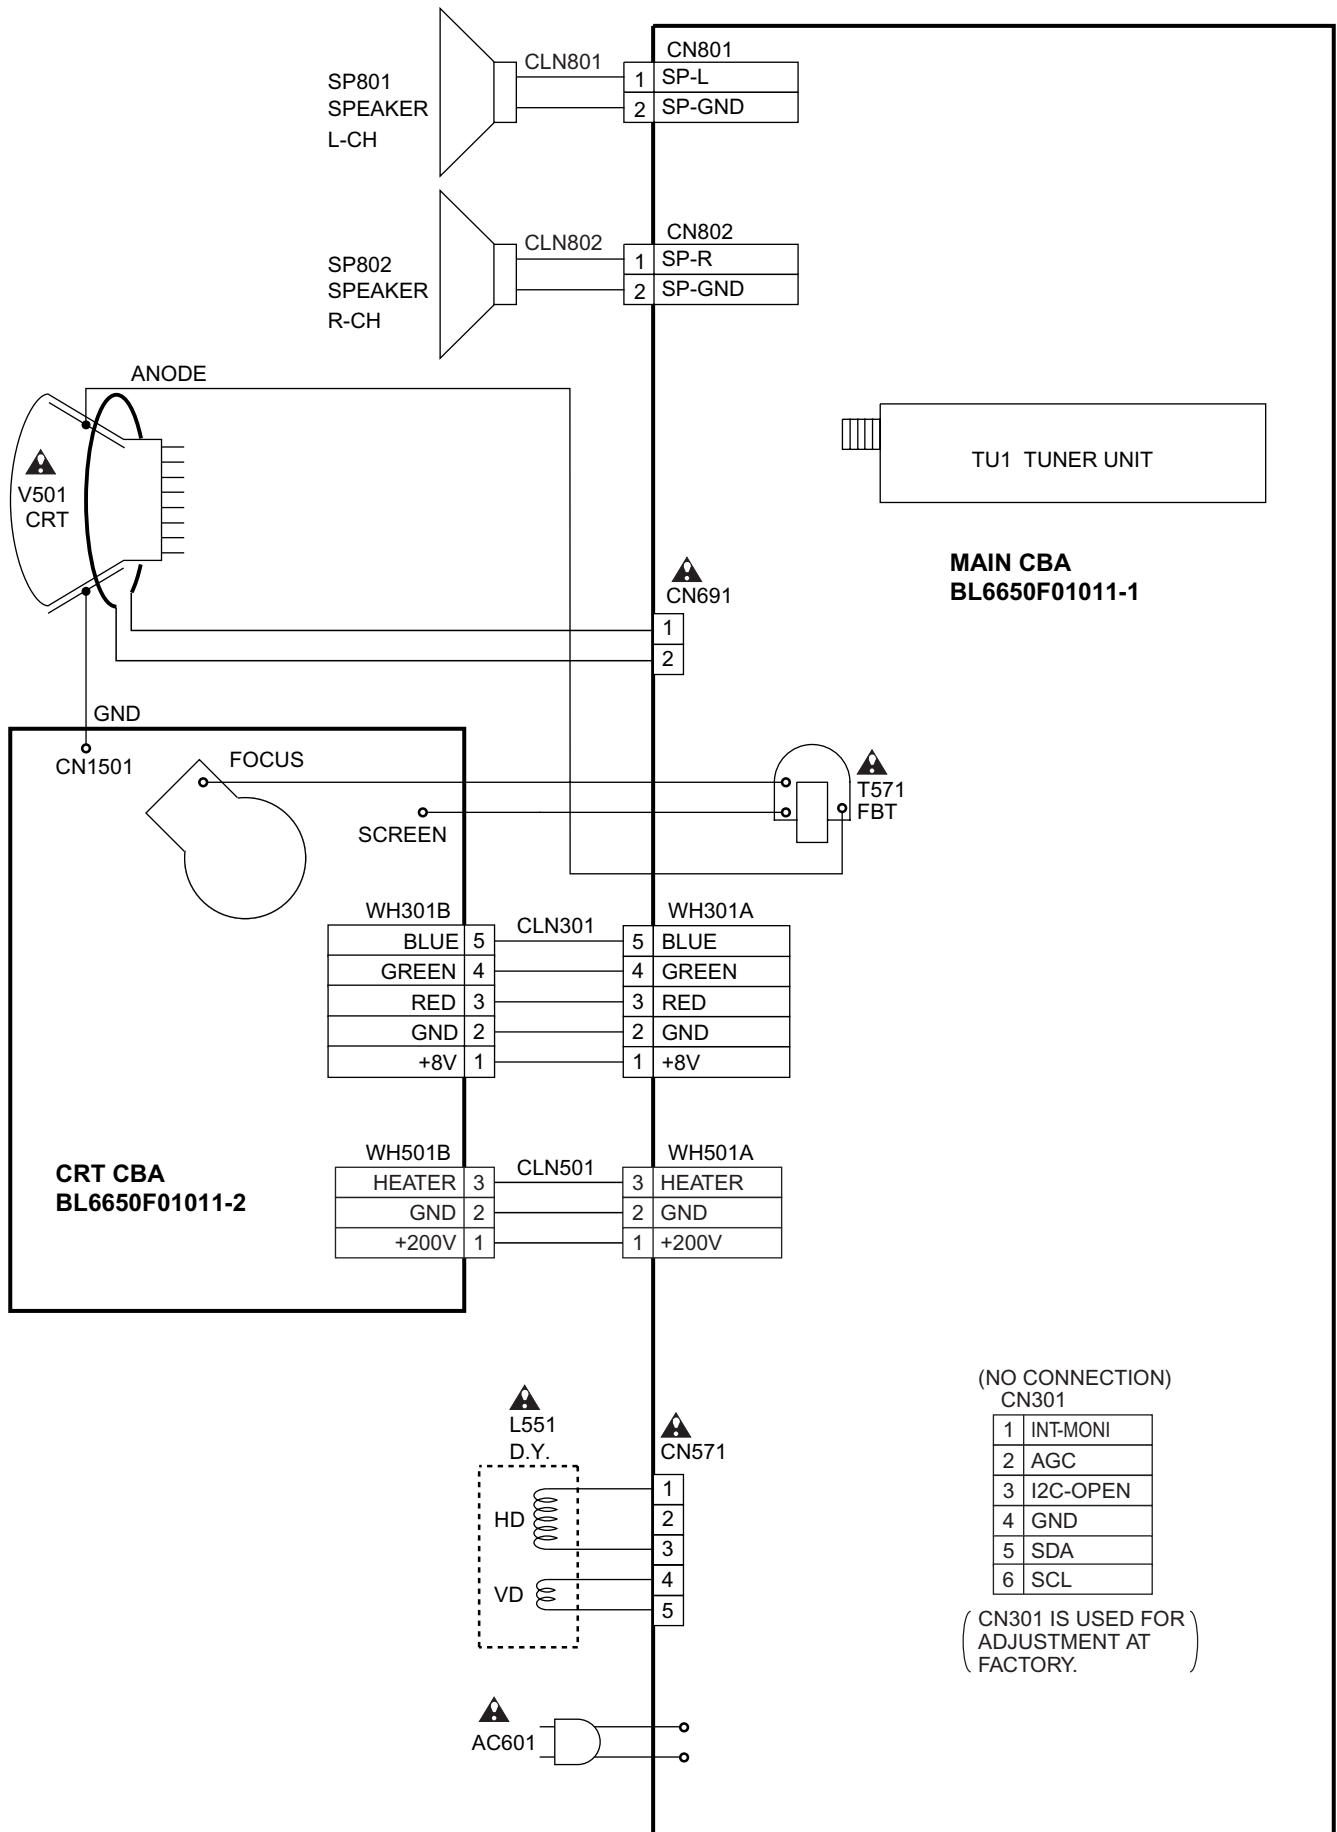 CN801
CLN801
SP801
SPEAKER
L-CH
1 SP-L
2 SP-GND
CN802
CLN802
SP802
SPEAKER
R-CH
1 SP-R
2 SP-GND
ANODE
V501
CRT
TU1 TUNER UNIT
MAIN CBA
BL6650F01011-1
CN691
1
2
GND
CN1501
FOCUS
SCREEN
T571
FBT
WH301B
CLN301
WH301A
BLUE 5 5 BLUE
GREEN 4 4 GREEN
RED 3 3 RED
GND 2 2 GND
+8V 1 1 +8V
WH501B
CLN501
WH501A
HEATER 3 3 HEATER
GND 2 2 GND
+200V 1 1 +200V
CRT CBA
BL6650F01011-2
L551
D.Y.
CN571
HD
VD
1
2
3
4
5
(NO CONNECTION)
CN301
1 INT-MONI
2 AGC
3 I2C-OPEN
4 GND
5 SDA
6 SCL
( CN301 IS USED FOR
ADJUSTMENT AT
FACTORY. )
AC601